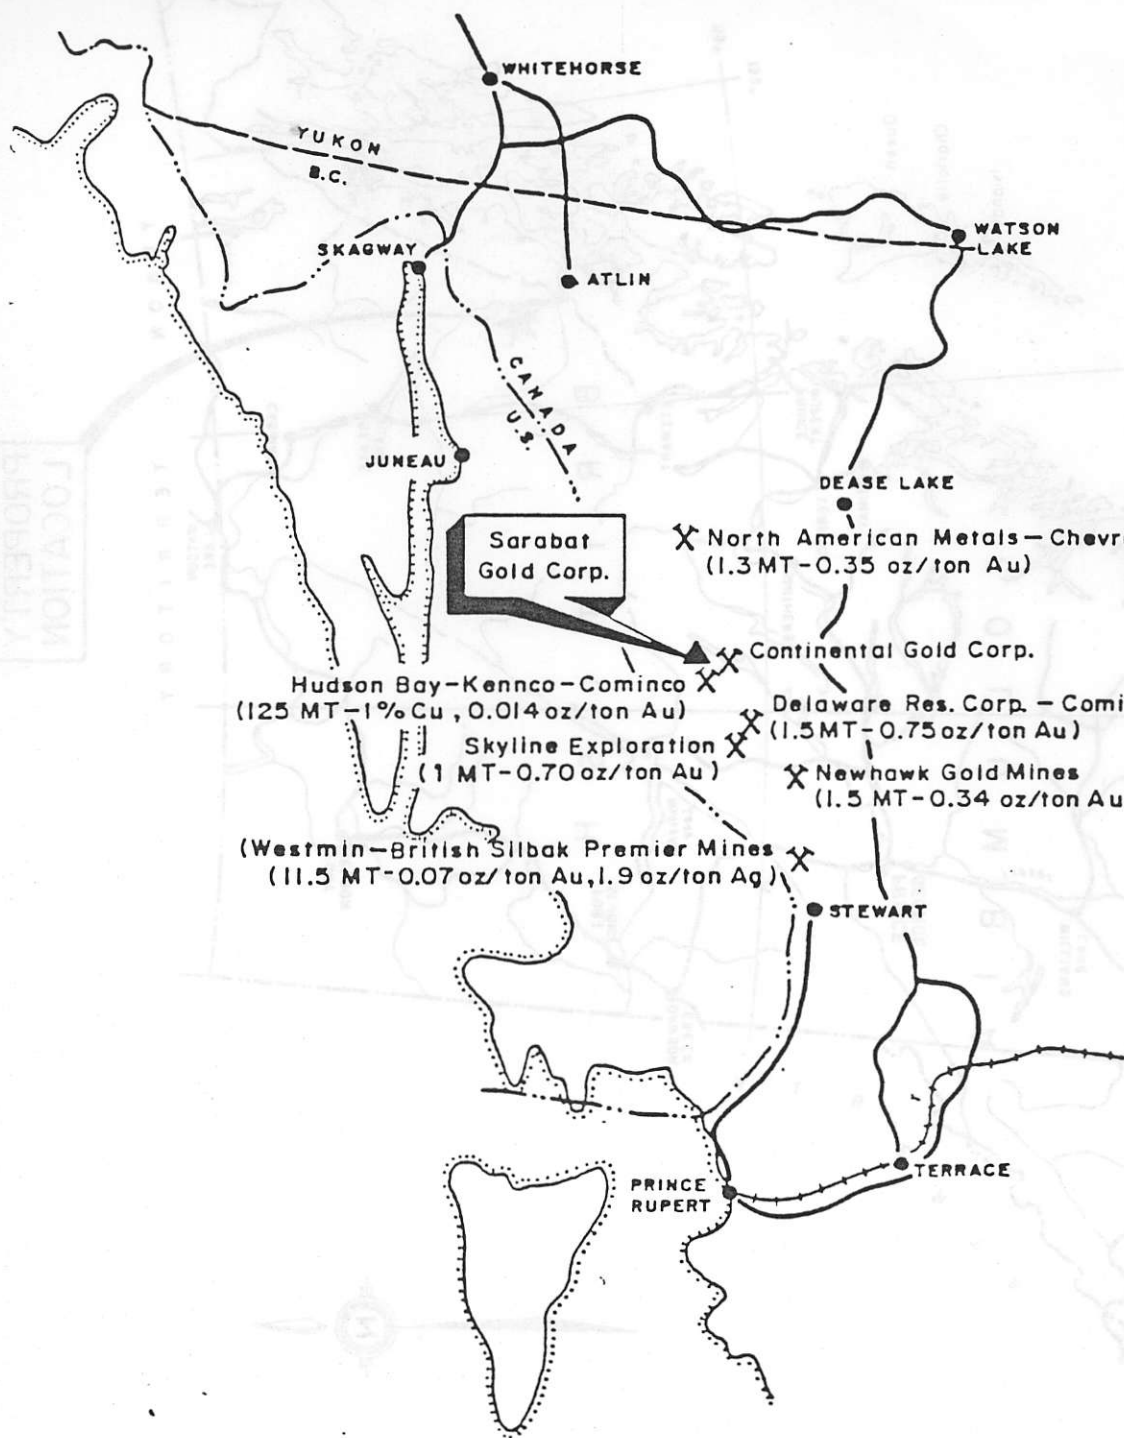 WHITEHORSE
YUKON
B.C.
WATSON
LAKE
SKAGWAY
ATLIN
CANADA
U.S.
JUNEAU
DEASE LAKE
Sarabat
Gold Corp.
North American Metals - Chevr
(1.3 MT - 0.35 oz/ton Au)
Continental Gold Corp.
Hudson Bay - Kennco - Cominco
(125 MT - 1% Cu, 0.014 oz/ton Au)
Delaware Res. Corp. - Comi
(1.5 MT - 0.75 oz/ton Au)
Skyline Exploration
(1 MT - 0.70 oz/ton Au)
Newhawk Gold Mines
(1.5 MT - 0.34 oz/ton Au
(Westmin - British Silbak Premier Mines
(11.5 MT - 0.07 oz/ton Au, 1.9 oz/ton Ag)
STEWART
TERRACE
PRINCE
RUPERT
LOCATION
PROPERTY